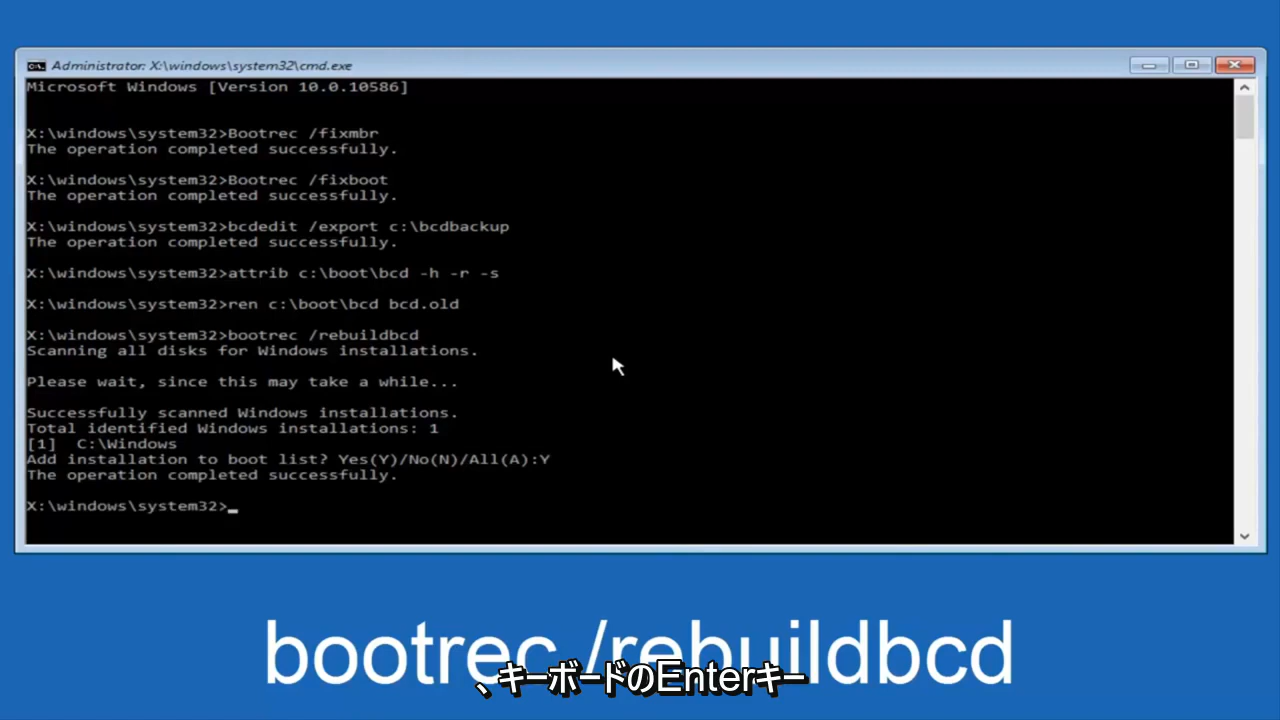 Administrator: X:\windows\system32\cmd.exe
Microsoft Windows [Version 10.0.10586]
X:\windows\system32>Bootrec /fixmbr
The operation completed successfully.
X:\windows\system32>Bootrec /fixboot
The operation completed successfully.
X:\windows\system32>bcdedit /export c:\bcdbackup
The operation completed successfully.
X:\windows\system32>attrib c:\boot\bcd -h -r -s
X:\windows\system32>ren c:\boot\bcd bcd.old
X:\windows\system32>bootrec /rebuildbcd
Scanning all disks for Windows installations.
Please wait, since this may take a while...
Successfully scanned Windows installations.
Total identified Windows installations: 1
[1]  C:\Windows
Add installation to boot list? Yes(Y)/No(N)/All(A):Y
The operation completed successfully.
X:\windows\system32>_
bootrec /rebuildbcd
、キーボードのEnterキー